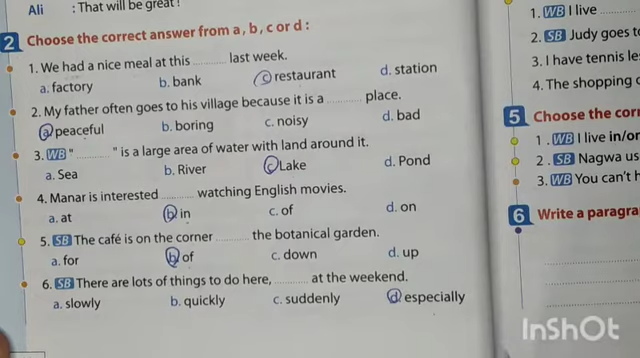 Ali : That will be great!
2 Choose the correct answer from a, b, c or d :
1. We had a nice meal at this .......... last week.
a. factory b. bank c. restaurant d. station
2. My father often goes to his village because it is a .......... place.
a. peaceful b. boring c. noisy d. bad
3. WB " .......... " is a large area of water with land around it.
a. Sea b. River c. Lake d. Pond
4. Manar is interested .......... watching English movies.
a. at b. in c. of d. on
5. SB The café is on the corner .......... the botanical garden.
a. for b. of c. down d. up
6. SB There are lots of things to do here, .......... at the weekend.
a. slowly b. quickly c. suddenly d. especially
1. WB I live ..........
2. SB Judy goes
3. I have tennis
4. The shopping
5 Choose the
1. WB I live in/
2. SB Nagwa
3. WB You can't
6 Write a
InShOt